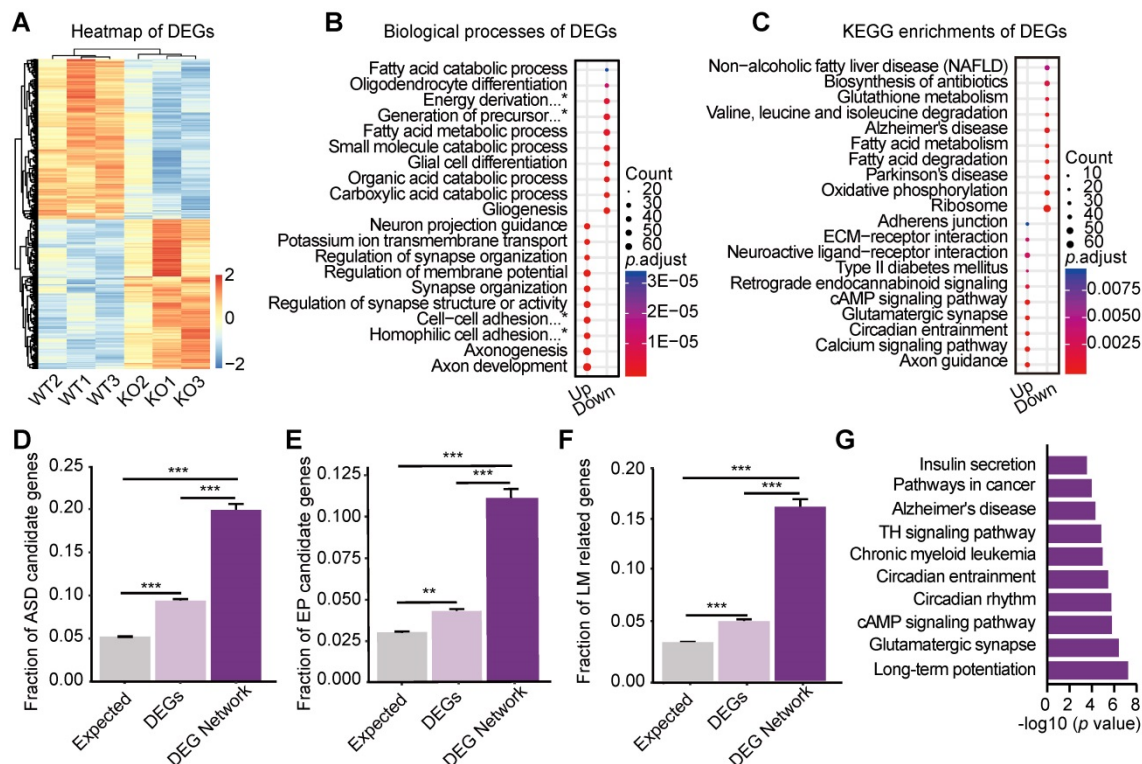 A
Heatmap of DEGs
2
0
−2
WT2
WT1
WT3
KO2
KO1
KO3
B
Biological processes of DEGs
Fatty acid catabolic process
Oligodendrocyte differentiation
Energy derivation...*
Generation of precursor...*
Fatty acid metabolic process
Small molecule catabolic process
Glial cell differentiation
Organic acid catabolic process
Carboxylic acid catabolic process
Gliogenesis
Neuron projection guidance
Potassium ion transmembrane transport
Regulation of synapse organization
Regulation of membrane potential
Synapse organization
Regulation of synapse structure or activity
Cell−cell adhesion...*
Homophilic cell adhesion...*
Axonogenesis
Axon development
Up
Down
Count
20
30
40
50
60
p.adjust
3E−05
2E−05
1E−05
C
KEGG enrichments of DEGs
Non−alcoholic fatty liver disease (NAFLD)
Biosynthesis of antibiotics
Glutathione metabolism
Valine, leucine and isoleucine degradation
Alzheimer's disease
Fatty acid metabolism
Fatty acid degradation
Parkinson's disease
Oxidative phosphorylation
Ribosome
Adherens junction
ECM−receptor interaction
Neuroactive ligand−receptor interaction
Type II diabetes mellitus
Retrograde endocannabinoid signaling
cAMP signaling pathway
Glutamatergic synapse
Circadian entrainment
Calcium signaling pathway
Axon guidance
Up
Down
Count
10
20
30
40
50
60
p.adjust
0.0075
0.0050
0.0025
D
Fraction of ASD candidate genes
0.25
0.20
0.15
0.10
0.05
0.00
***
***
***
Expected
DEGs
DEG Network
E
Fraction of EP candidate genes
0.125
0.100
0.075
0.050
0.025
0.000
***
***
**
Expected
DEGs
DEG Network
F
Fraction of LM related genes
0.20
0.15
0.10
0.05
0.00
***
***
***
Expected
DEGs
DEG Network
G
Insulin secretion
Pathways in cancer
Alzheimer's disease
TH signaling pathway
Chronic myeloid leukemia
Circadian entrainment
Circadian rhythm
cAMP signaling pathway
Glutamatergic synapse
Long-term potentiation
0 2 4 6 8
-log10 (p value)